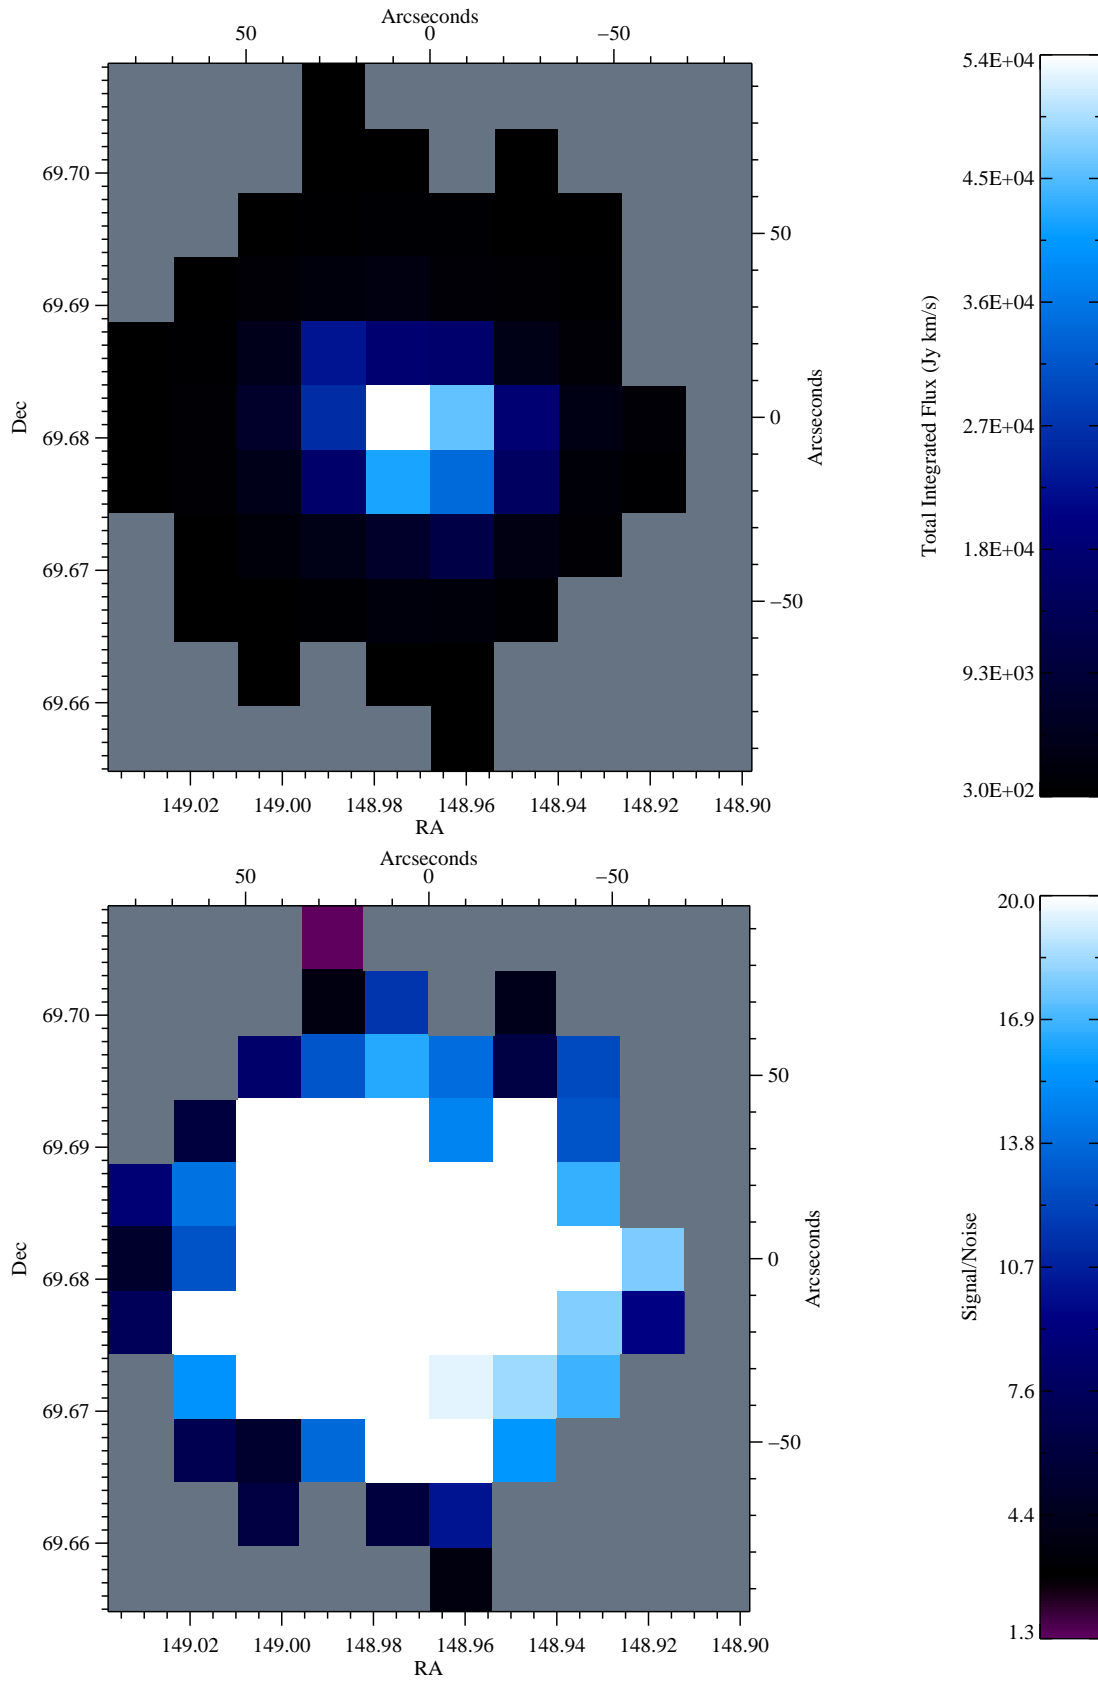 Arcseconds
50 0 −50
5.4E+04
69.70
4.5E+04
50
69.69
3.6E+04
Total Integrated Flux (Jy km/s)
Dec
Arcseconds
0
69.68
2.7E+04
69.67
1.8E+04
−50
69.66
9.3E+03
3.0E+02
149.02 149.00 148.98 148.96 148.94 148.92 148.90
RA
Arcseconds
50 0 −50
20.0
69.70
16.9
50
69.69
13.8
Signal/Noise
Dec
Arcseconds
0
69.68
10.7
69.67
7.6
−50
69.66
4.4
1.3
149.02 149.00 148.98 148.96 148.94 148.92 148.90
RA